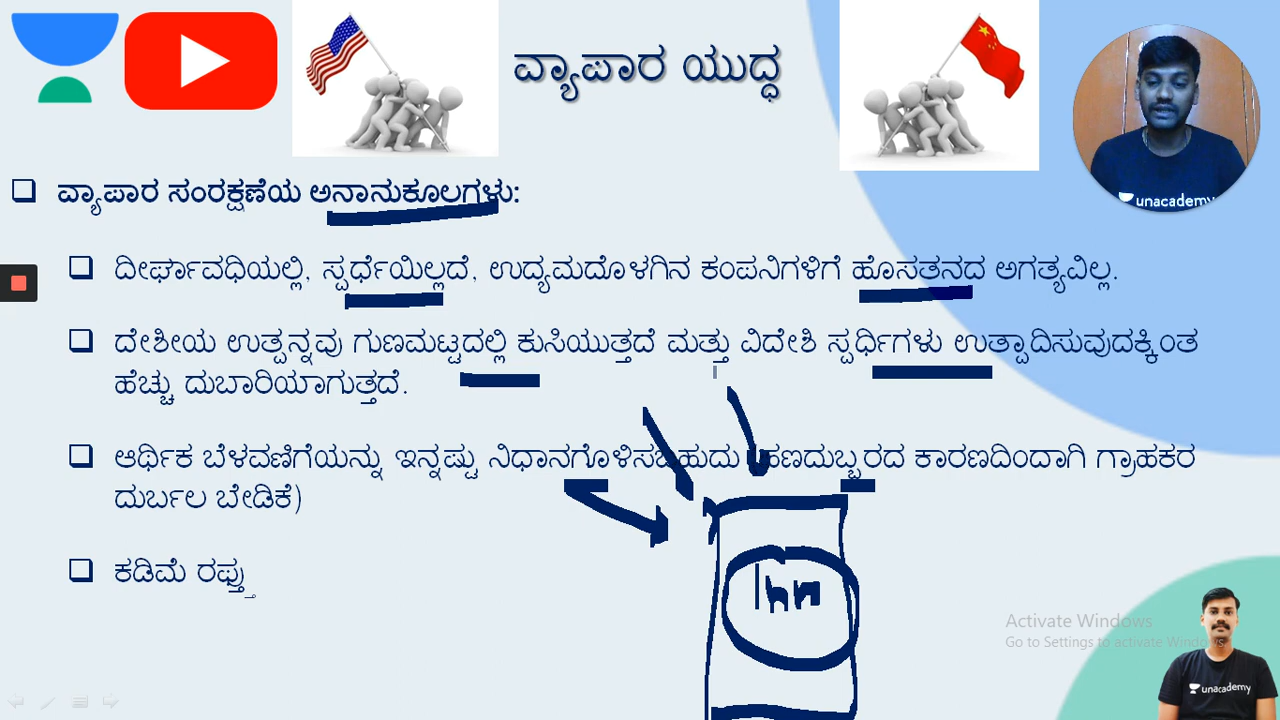 ವ್ಯಾಪಾರ ಯುದ್ಧ
unacademy
ವ್ಯಾಪಾರ ಸಂರಕ್ಷಣೆಯ ಅನಾನುಕೂಲಗಳು:
ದೀರ್ಘಾವಧಿಯಲ್ಲಿ, ಸ್ಪರ್ಧೆಯಿಲ್ಲದೆ, ಉದ್ಯಮದೊಳಗಿನ ಕಂಪನಿಗಳಿಗೆ ಹೊಸತನದ ಅಗತ್ಯವಿಲ್ಲ.
ದೇಶೀಯ ಉತ್ಪನ್ನವು ಗುಣಮಟ್ಟದಲ್ಲಿ ಕುಸಿಯುತ್ತದೆ ಮತ್ತು ವಿದೇಶಿ ಸ್ಪರ್ಧಿಗಳು ಉತ್ಪಾದಿಸುವುದಕ್ಕಿಂತ
ಹೆಚ್ಚು ದುಬಾರಿಯಾಗುತ್ತದೆ.
ಆರ್ಥಿಕ ಬೆಳವಣಿಗೆಯನ್ನು ಇನ್ನಷ್ಟು ನಿಧಾನಗೊಳಿಸಬಹುದು (ಹಣದುಬ್ಬರದ ಕಾರಣದಿಂದಾಗಿ ಗ್ರಾಹಕರ
ದುರ್ಬಲ ಬೇಡಿಕೆ)
ಕಡಿಮೆ ರಫ್ತು
Activate Windows
Go to Settings to activate Windows
unacademy